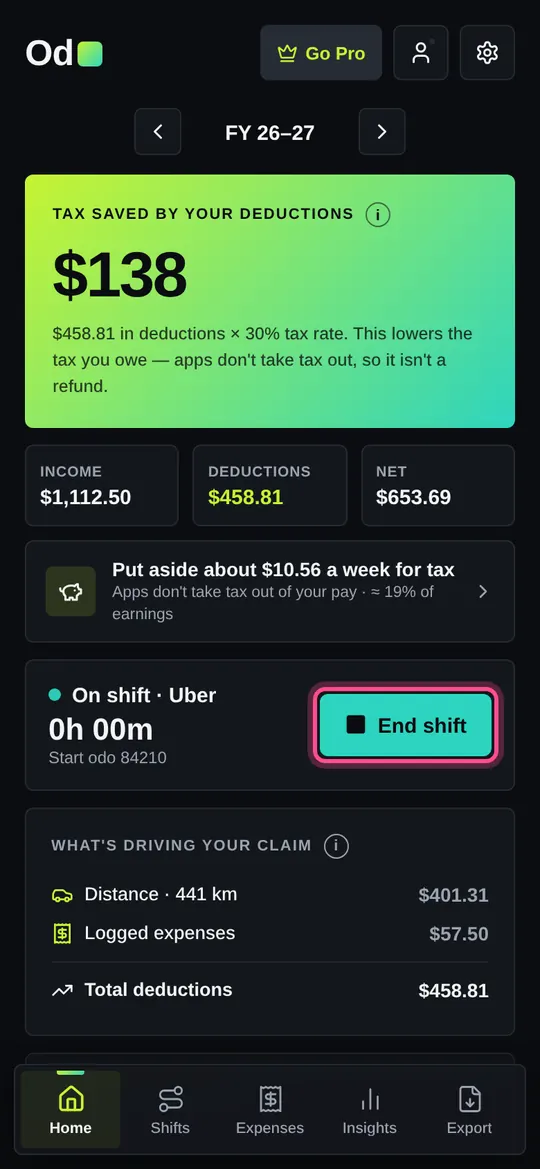 Od
Go Pro
FY 26–27
TAX SAVED BY YOUR DEDUCTIONS i
$138
$458.81 in deductions × 30% tax rate. This lowers the
tax you owe — apps don't take tax out, so it isn't a
refund.
INCOME
$1,112.50
DEDUCTIONS
$458.81
NET
$653.69
Put aside about $10.56 a week for tax
Apps don't take tax out of your pay · ≈ 19% of
earnings
On shift · Uber
0h 00m
Start odo 84210
End shift
WHAT'S DRIVING YOUR CLAIM i
Distance · 441 km $401.31
Logged expenses $57.50
Total deductions $458.81
Home Shifts Expenses Insights Export